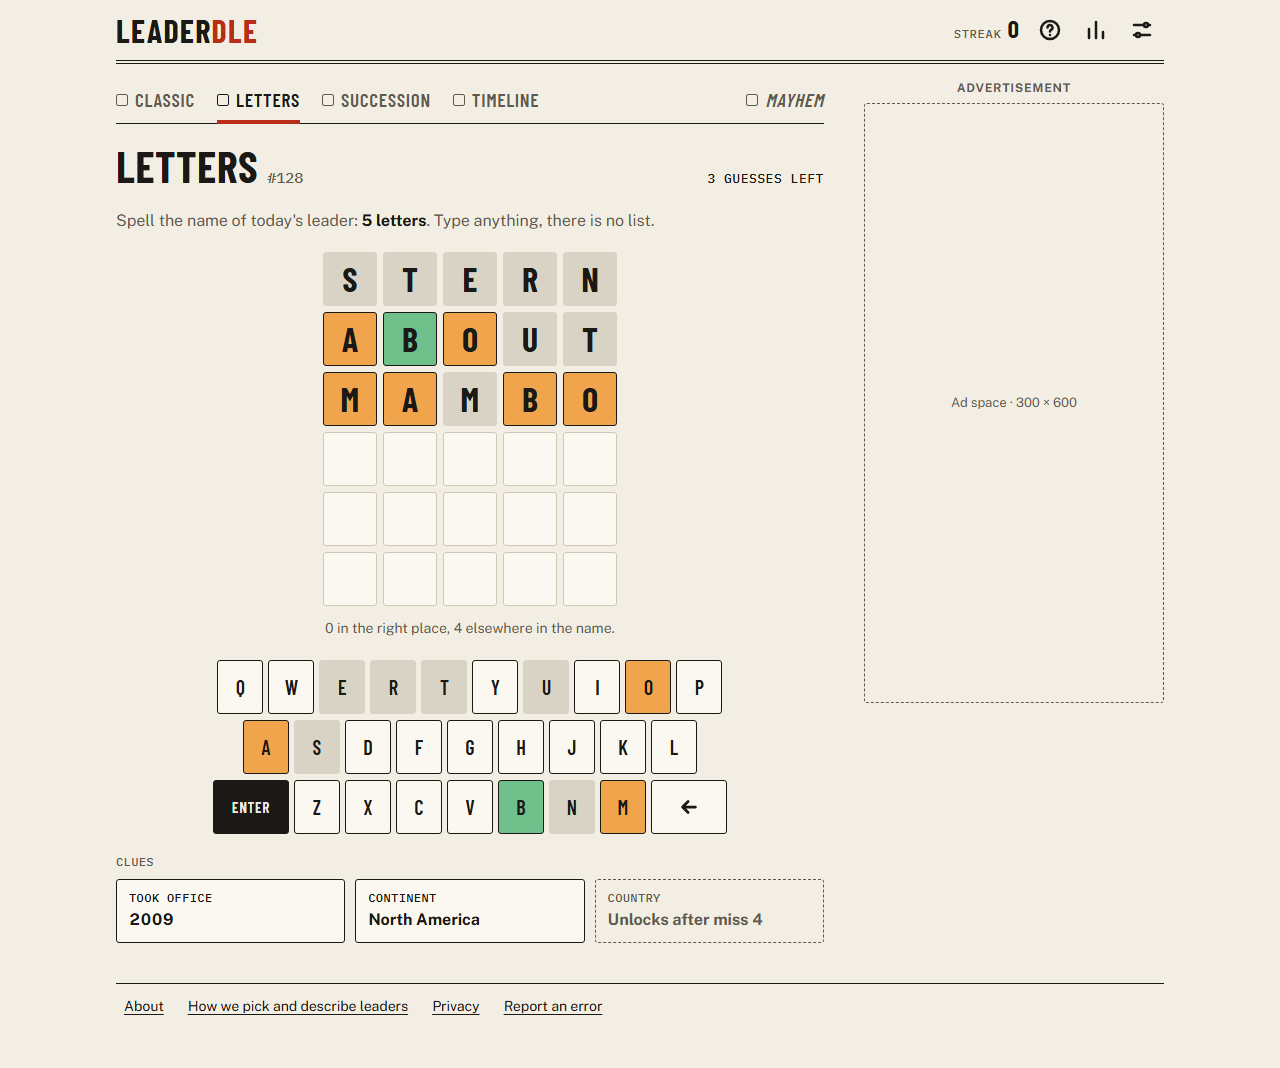 LEADERDLE
STREAK 0
CLASSIC LETTERS SUCCESSION TIMELINE MAYHEM
ADVERTISEMENT
LETTERS #128
3 GUESSES LEFT
Spell the name of today's leader: 5 letters. Type anything, there is no list.
S T E R N
A B O U T
M A M B O
Ad space · 300 × 600
0 in the right place, 4 elsewhere in the name.
Q W E R T Y U I O P
A S D F G H J K L
ENTER Z X C V B N M ←
CLUES
TOOK OFFICE
2009
CONTINENT
North America
COUNTRY
Unlocks after miss 4
About How we pick and describe leaders Privacy Report an error